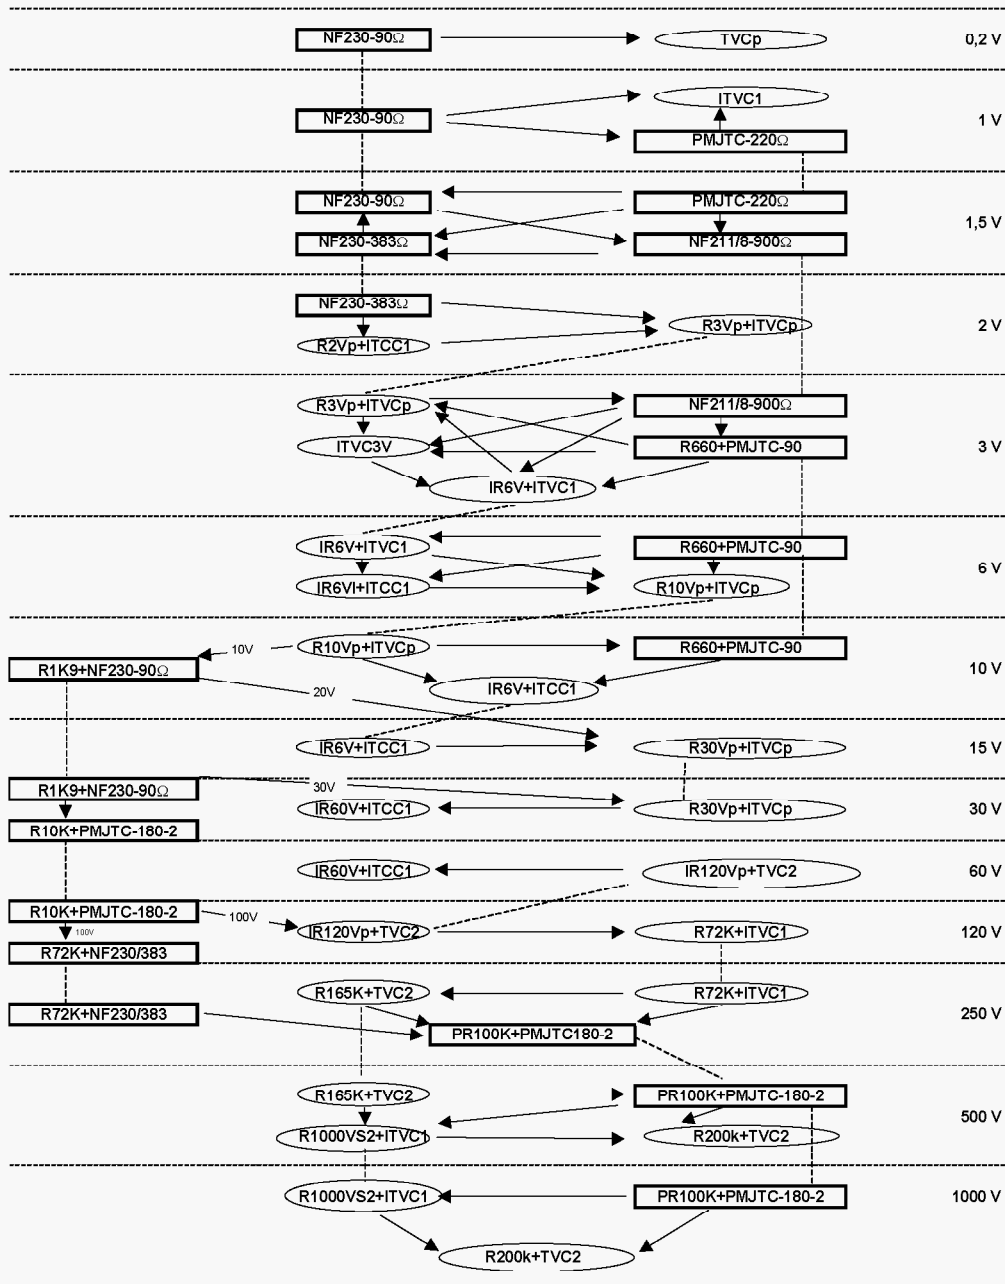 NF230-90Ω TVCp 0,2 V
ITVC1
NF230-90Ω 1 V
PMJTC-220Ω
NF230-90Ω PMJTC-220Ω
1,5 V
NF230-383Ω NF211/8-900Ω
NF230-383Ω
R3Vp+ITVCp 2 V
R2Vp+ITCC1
R3Vp+ITVCp NF211/8-900Ω
ITVC3V R660+PMJTC-90 3 V
IR6V+ITVC1
IR6V+ITVC1 R660+PMJTC-90
6 V
IR6VI+ITCC1 R10Vp+ITVCp
10V R10Vp+ITVCp R660+PMJTC-90
R1K9+NF230-90Ω 10 V
20V IR6V+ITCC1
IR6V+ITCC1 R30Vp+ITVCp 15 V
R1K9+NF230-90Ω 30V
IR60V+ITCC1 R30Vp+ITVCp 30 V
R10K+PMJTC-180-2
IR60V+ITCC1 IR120Vp+TVC2 60 V
R10K+PMJTC-180-2 100V
100V IR120Vp+TVC2 R72K+ITVC1 120 V
R72K+NF230/383
R165K+TVC2 R72K+ITVC1
R72K+NF230/383 250 V
PR100K+PMJTC180-2
R165K+TVC2 PR100K+PMJTC-180-2
500 V
R1000VS2+ITVC1 R200k+TVC2
R1000VS2+ITVC1 PR100K+PMJTC-180-2 1000 V
R200k+TVC2